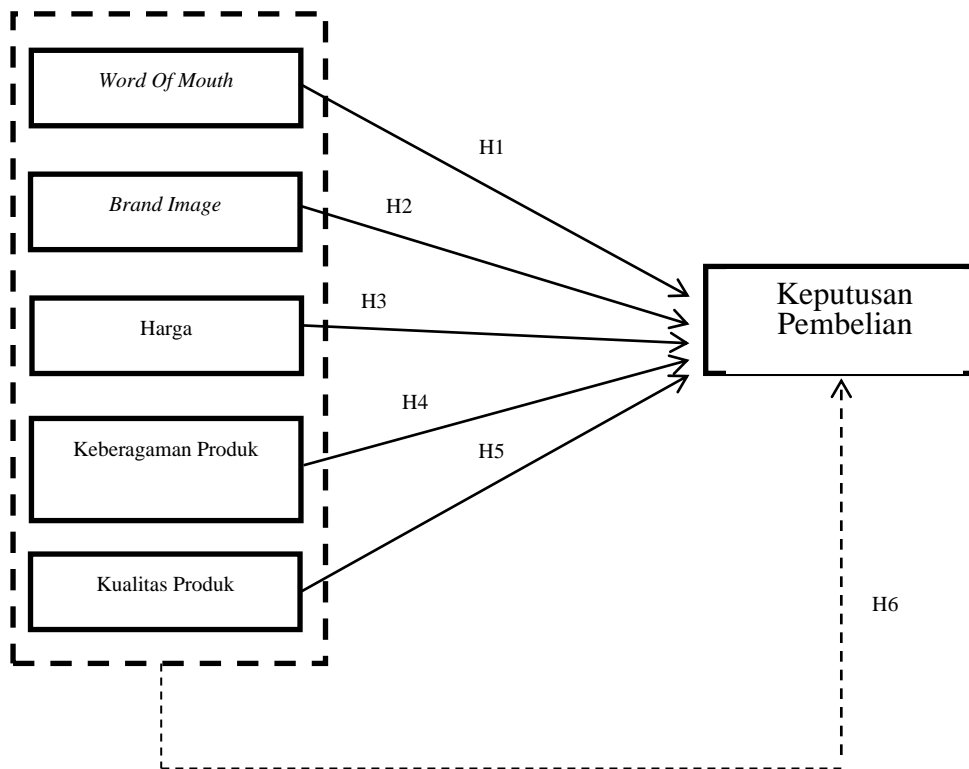 Word Of Mouth
H1
Brand Image
H2
Keputusan
Pembelian
Harga
H3
Keberagaman Produk
H4
H5
Kualitas Produk
H6